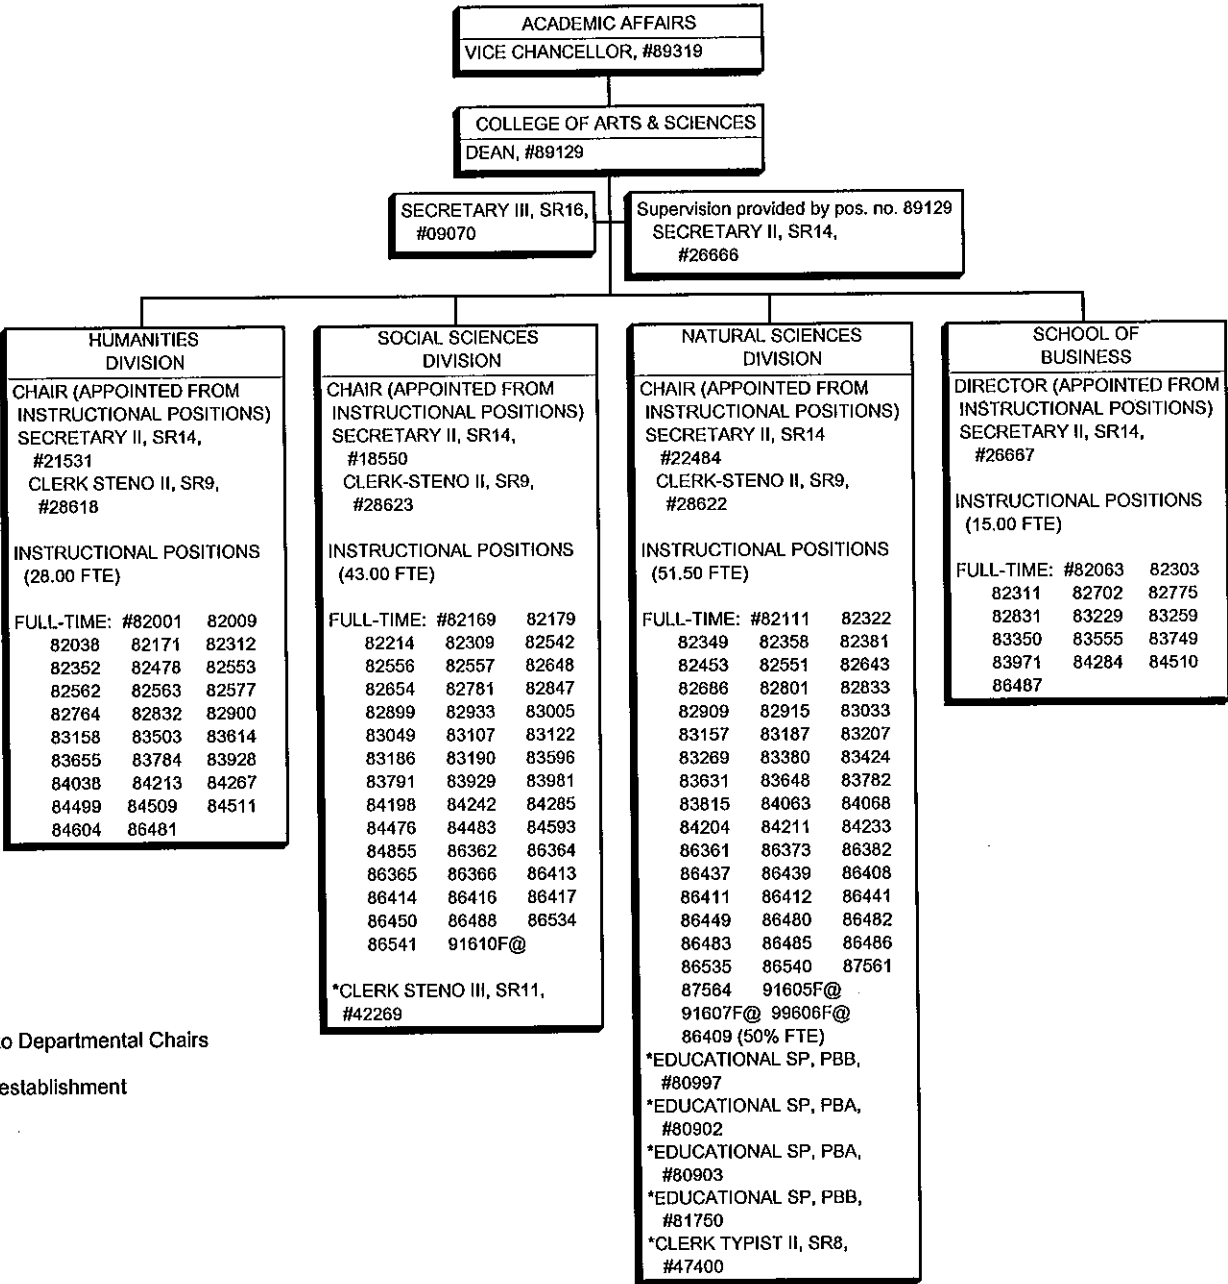 ACADEMIC AFFAIRS
VICE CHANCELLOR, #89319
COLLEGE OF ARTS & SCIENCES
DEAN, #89129
SECRETARY III, SR16,
#09070
Supervision provided by pos. no. 89129
SECRETARY II, SR14,
#26666
HUMANITIES
DIVISION
CHAIR (APPOINTED FROM
INSTRUCTIONAL POSITIONS)
SECRETARY II, SR14,
#21531
CLERK STENO II, SR9,
#28618
INSTRUCTIONAL POSITIONS
(28.00 FTE)
FULL-TIME: #82001 82009
82038 82171 82312
82352 82478 82553
82562 82563 82577
82764 82832 82900
83158 83503 83614
83655 83784 83928
84038 84213 84267
84499 84509 84511
84604 86481
SOCIAL SCIENCES
DIVISION
CHAIR (APPOINTED FROM
INSTRUCTIONAL POSITIONS)
SECRETARY II, SR14,
#18550
CLERK-STENO II, SR9,
#28623
INSTRUCTIONAL POSITIONS
(43.00 FTE)
FULL-TIME: #82169 82179
82214 82309 82542
82556 82557 82648
82654 82781 82847
82899 82933 83005
83049 83107 83122
83186 83190 83596
83791 83929 83981
84198 84242 84285
84476 84483 84593
84855 86362 86364
86365 86366 86413
86414 86416 86417
86450 86488 86534
86541 91610F@
*CLERK STENO III, SR11,
#42269
NATURAL SCIENCES
DIVISION
CHAIR (APPOINTED FROM
INSTRUCTIONAL POSITIONS)
SECRETARY II, SR14
#22484
CLERK-STENO II, SR9,
#28622
INSTRUCTIONAL POSITIONS
(51.50 FTE)
FULL-TIME: #82111 82322
82349 82358 82381
82453 82551 82643
82686 82801 82833
82909 82915 83033
83157 83187 83207
83269 83380 83424
83631 83648 83782
83815 84063 84068
84204 84211 84233
86361 86373 86382
86437 86439 86408
86411 86412 86441
86449 86480 86482
86483 86485 86486
86535 86540 87561
87564 91605F@
91607F@ 99606F@
86409 (50% FTE)
*EDUCATIONAL SP, PBB,
#80997
*EDUCATIONAL SP, PBA,
#80902
*EDUCATIONAL SP, PBA,
#80903
*EDUCATIONAL SP, PBB,
#81750
*CLERK TYPIST II, SR8,
#47400
SCHOOL OF
BUSINESS
DIRECTOR (APPOINTED FROM
INSTRUCTIONAL POSITIONS)
SECRETARY II, SR14,
#26667
INSTRUCTIONAL POSITIONS
(15.00 FTE)
FULL-TIME: #82063 82303
82311 82702 82775
82831 83229 83259
83350 83555 83749
83971 84284 84510
86487
to Departmental Chairs
establishment